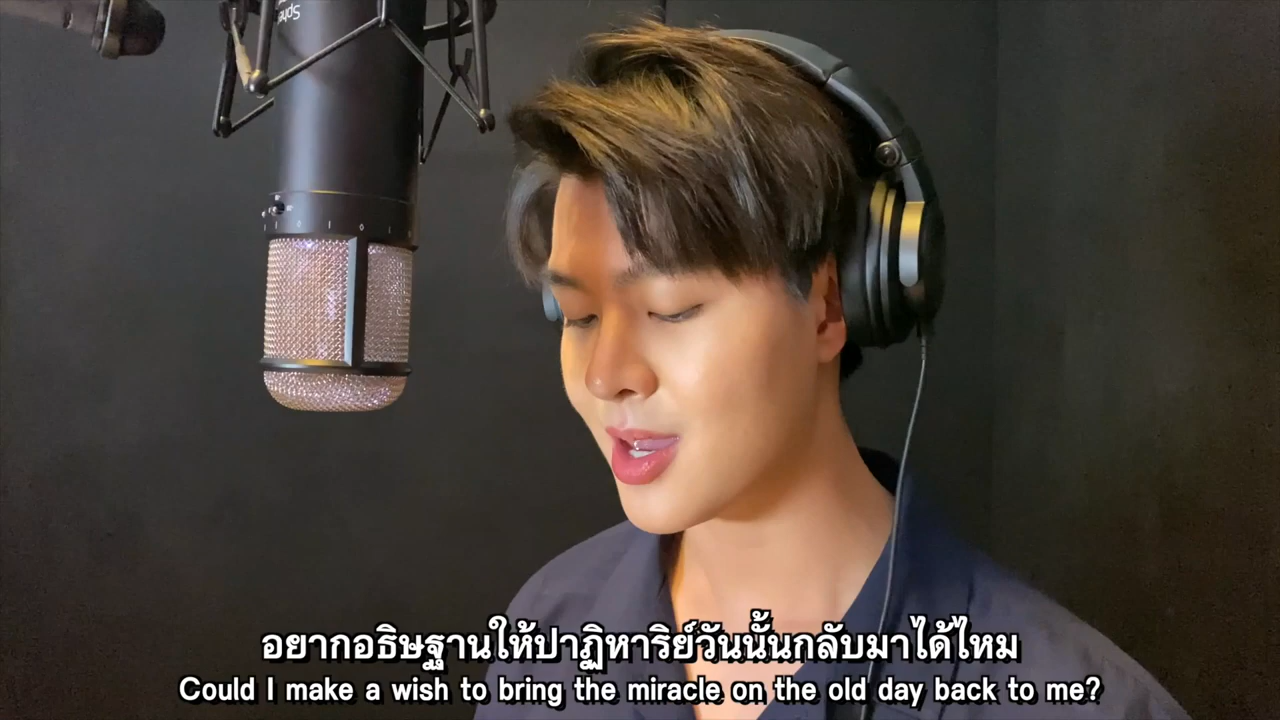 Sphe
อยากอธิษฐานให้ปาฏิหาริย์วันนั้นกลับมาได้ไหม
Could I make a wish to bring the miracle on the old day back to me?